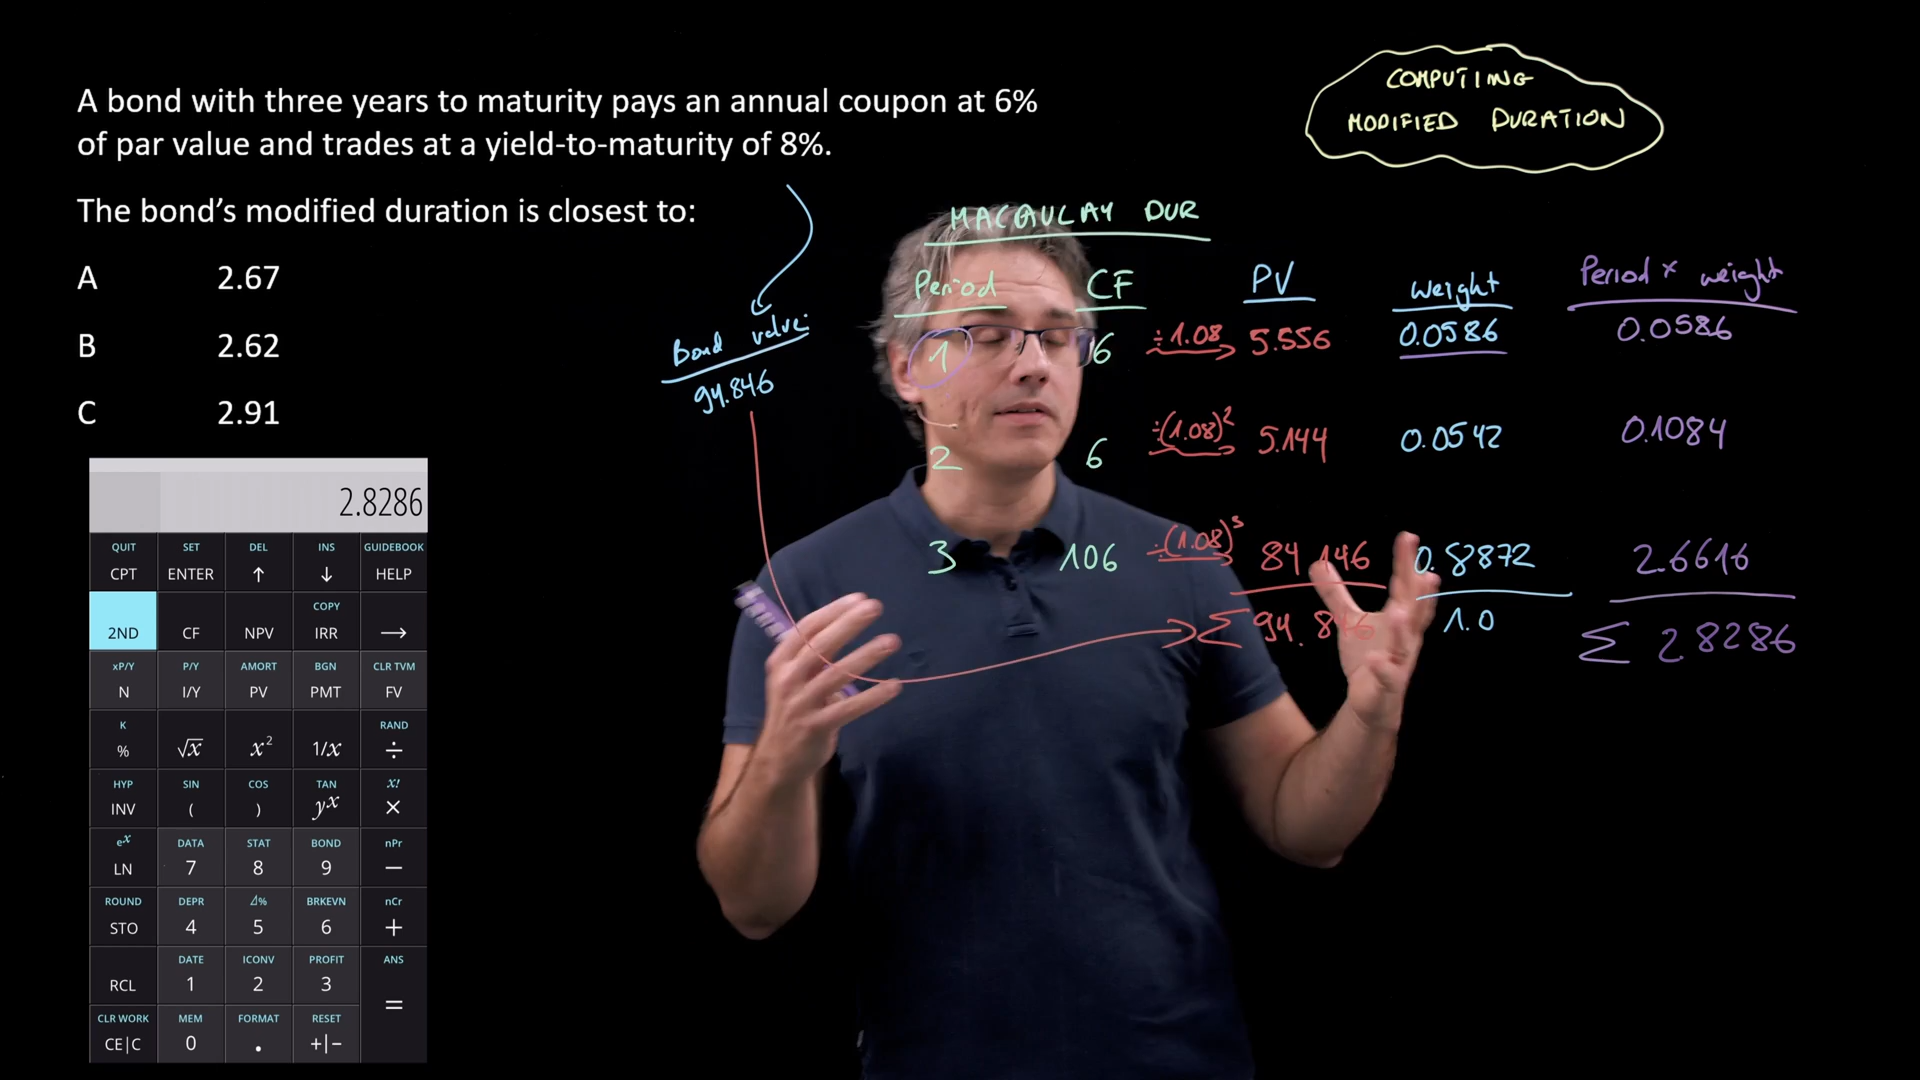 COMPUTING
MODIFIED DURATION
A bond with three years to maturity pays an annual coupon at 6%
of par value and trades at a yield-to-maturity of 8%.
The bond's modified duration is closest to:
A 2.67
B 2.62
C 2.91
Bond value:
94.846
MACAULAY DUR
Period CF PV weight Period × weight
1 6 ÷1.08 5.556 0.0586 0.0586
2 6 ÷(1.08)² 5.144 0.0542 0.1084
3 106 ÷(1.08)³ 84.146 0.8872 2.6616
Σ 94.846 1.0 Σ 2.8286
2.8286
QUIT SET DEL INS GUIDEBOOK
CPT ENTER ↑ ↓ HELP
COPY
2ND CF NPV IRR →
xP/Y P/Y AMORT BGN CLR TVM
N I/Y PV PMT FV
K RAND
% √x x² 1/x ÷
HYP SIN COS TAN x!
INV ( ) yˣ ×
eˣ DATA STAT BOND nPr
LN 7 8 9 −
ROUND DEPR Δ% BRKEVN nCr
STO 4 5 6 +
DATE ICONV PROFIT ANS
RCL 1 2 3 =
CLR WORK MEM FORMAT RESET
CE|C 0 . +|−